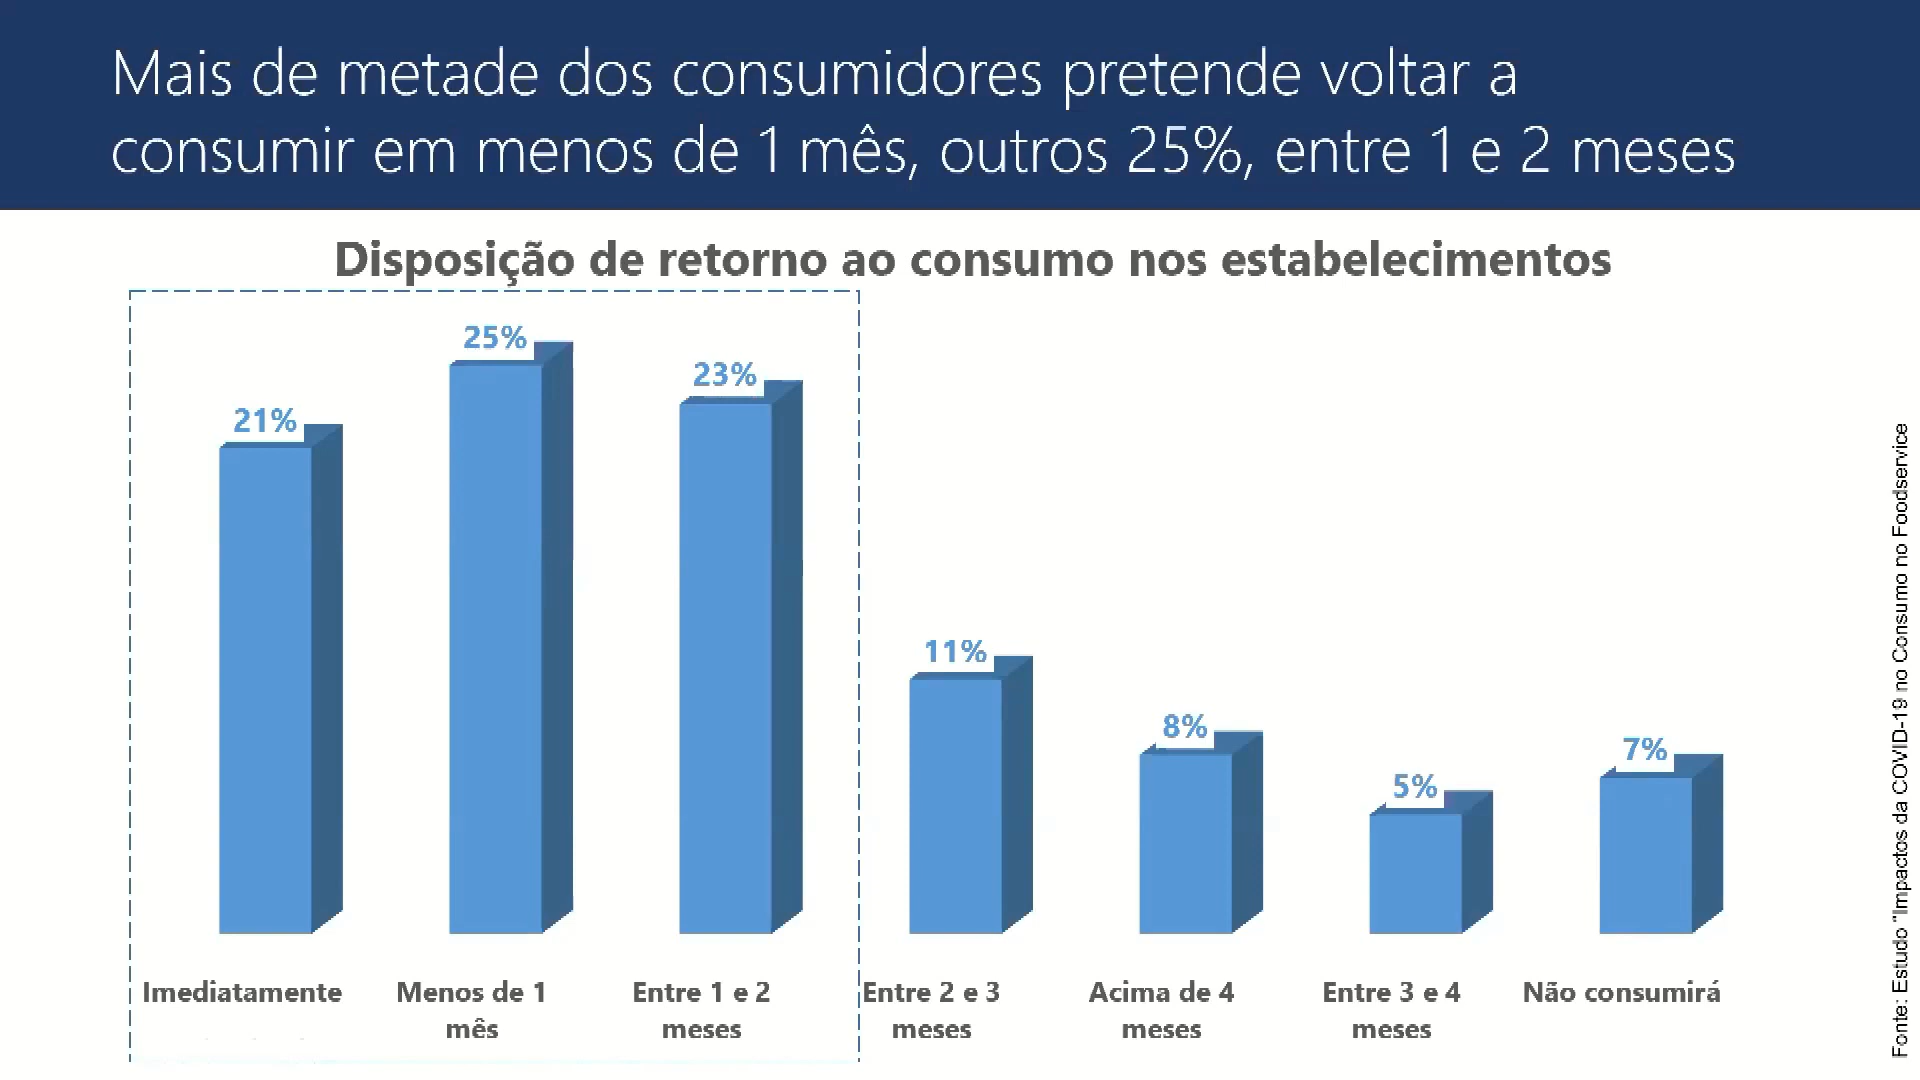 Mais de metade dos consumidores pretende voltar a
consumir em menos de 1 mês, outros 25%, entre 1 e 2 meses
Disposição de retorno ao consumo nos estabelecimentos
21%
25%
23%
11%
8%
5%
7%
Imediatamente
Menos de 1
mês
Entre 1 e 2
meses
Entre 2 e 3
meses
Acima de 4
meses
Entre 3 e 4
meses
Não consumirá
Fonte: Estudo "Impactos da COVID-19 no Consumo no Foodservice